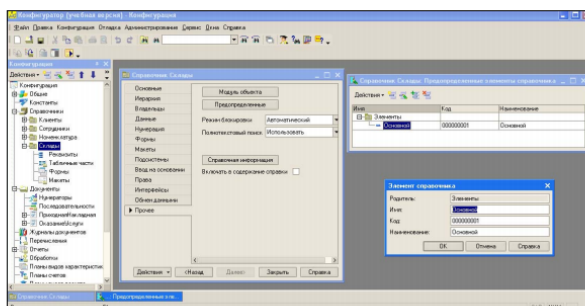 Конфигуратор (учебная версия) - Конфигурация
Файл Правка Конфигурация Отладка Администрирование Сервис Окна Справка
Конфигурация
Действия
Конфигурация
Общие
Константы
Справочники
Клиенты
Сотрудники
Номенклатура
Склады
Реквизиты
Табличные части
Формы
Макеты
Документы
Нумераторы
Последовательности
ПриходнаяНакладная
ОказаниеУслуги
Журналы документов
Перечисления
Отчеты
Обработки
Планы видов характеристик
Планы счетов
Справочник Склады
Основные
Иерархия
Владельцы
Данные
Нумерация
Формы
Макеты
Подсистемы
Ввод на основании
Права
Интерфейсы
Обмен данными
Прочее
Модуль объекта
Предопределенные
Режим блокировки
Автоматический
Полнотекстовый поиск
Использовать
Справочная информация
Включать в содержание справки
Действия
<Назад
Далее>
Закрыть
Справка
Справочник Склады: Предопределенные элементы справочника
Действия
Имя
Код
Наименование
Элементы
Основной
000000001
Основной
Элемент справочника
Родитель:
Элементы
Имя:
Основной
Код:
000000001
Наименование:
Основной
OK
Отмена
Справка
Справочник Склады
Предопределенные эле...